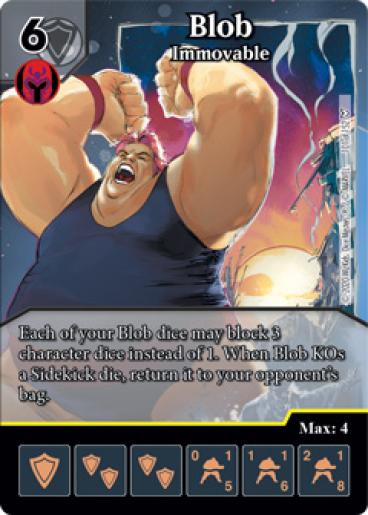 6
Blob
Immovable
Each of your Blob dice may block 3
character dice instead of 1. When Blob KOs
a Sidekick die, return it to your opponent's
bag.
Max: 4
0 1 5
1 1 6
2 1 8